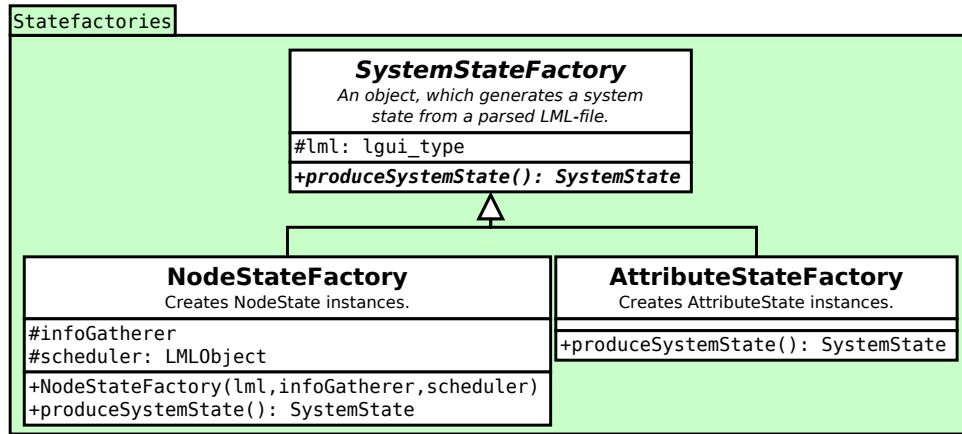 Statefactories
SystemStateFactory
An object, which generates a system
state from a parsed LML-file.
#lml: lgui_type
+produceSystemState(): SystemState
NodeStateFactory
Creates NodeState instances.
#infoGatherer
#scheduler: LMLObject
+NodeStateFactory(lml,infoGatherer,scheduler)
+produceSystemState(): SystemState
AttributeStateFactory
Creates AttributeState instances.
+produceSystemState(): SystemState